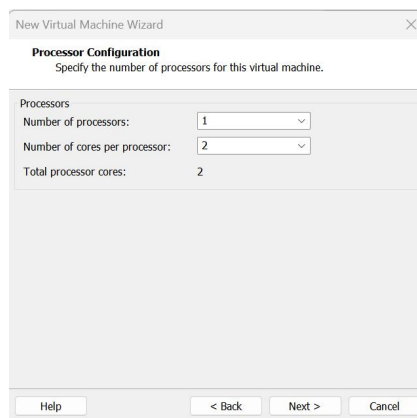 New Virtual Machine Wizard
Processor Configuration
Specify the number of processors for this virtual machine.
Processors
Number of processors: 1
Number of cores per processor: 2
Total processor cores: 2
Help < Back Next > Cancel